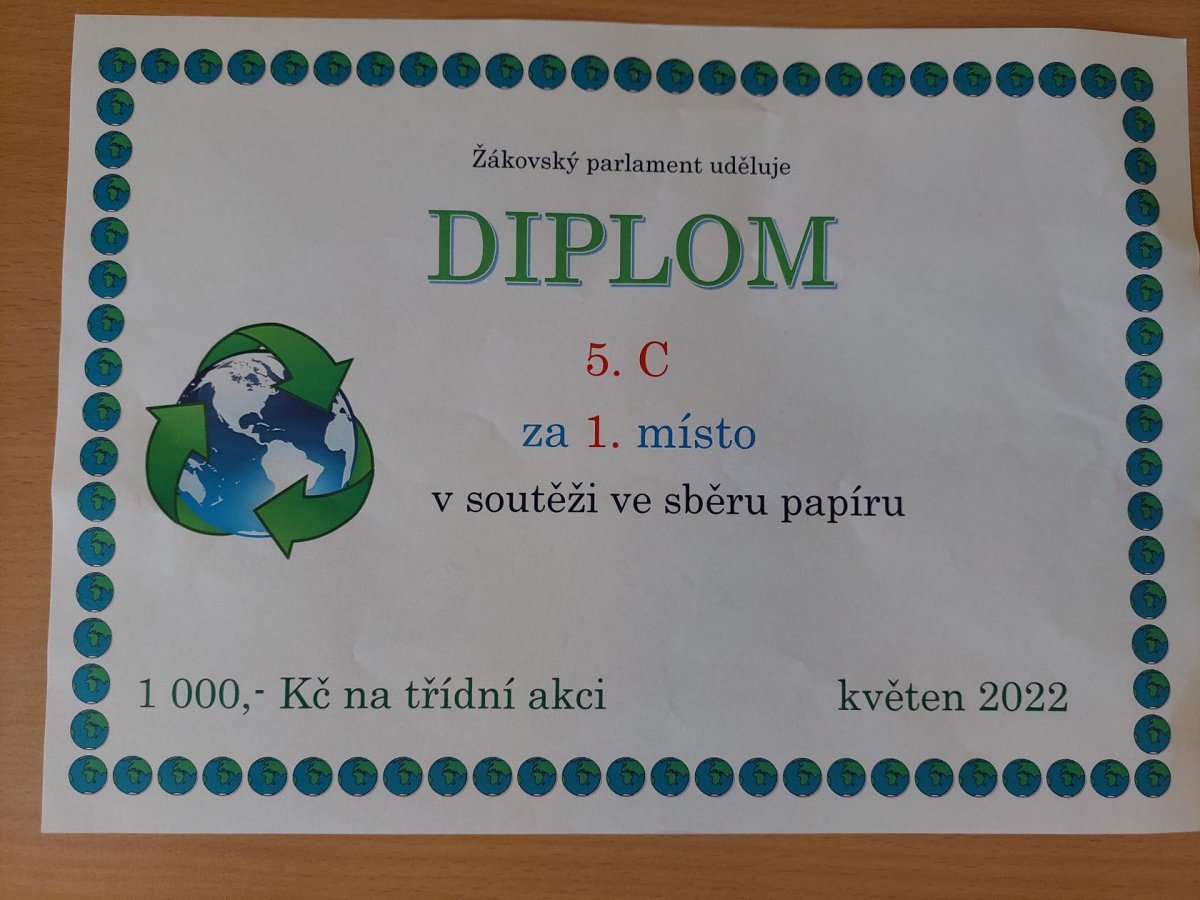 Žákovský parlament uděluje
DIPLOM
5. C
za 1. místo
v soutěži ve sběru papíru
1 000,- Kč na třídní akci
květen 2022